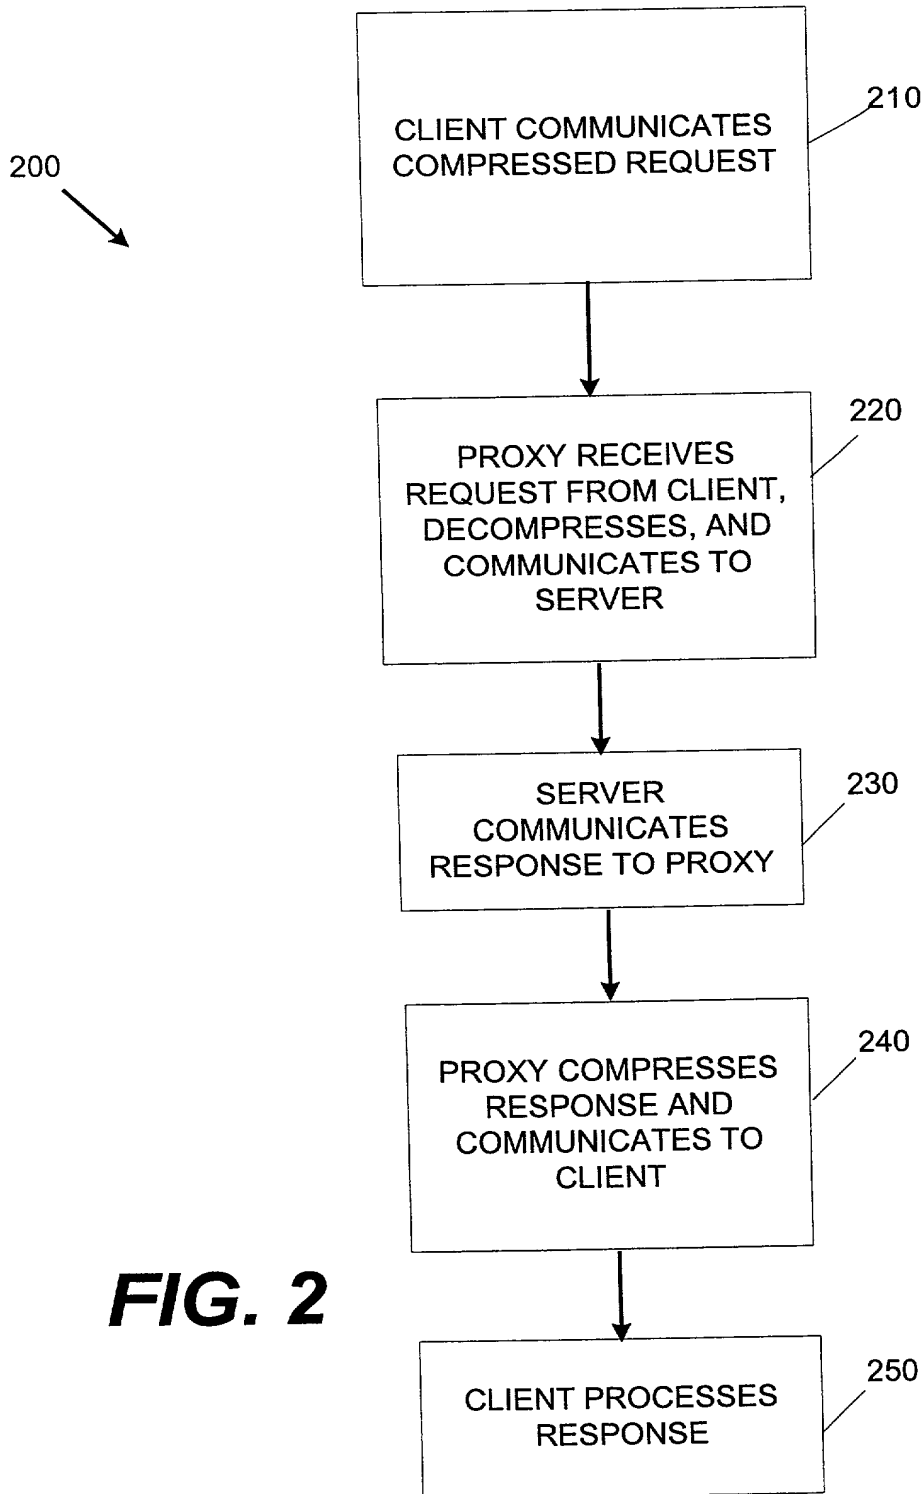 210
CLIENT COMMUNICATES
COMPRESSED REQUEST
200
220
PROXY RECEIVES
REQUEST FROM CLIENT,
DECOMPRESSES, AND
COMMUNICATES TO
SERVER
230
SERVER
COMMUNICATES
RESPONSE TO PROXY
240
PROXY COMPRESSES
RESPONSE AND
COMMUNICATES TO
CLIENT
FIG. 2
250
CLIENT PROCESSES
RESPONSE